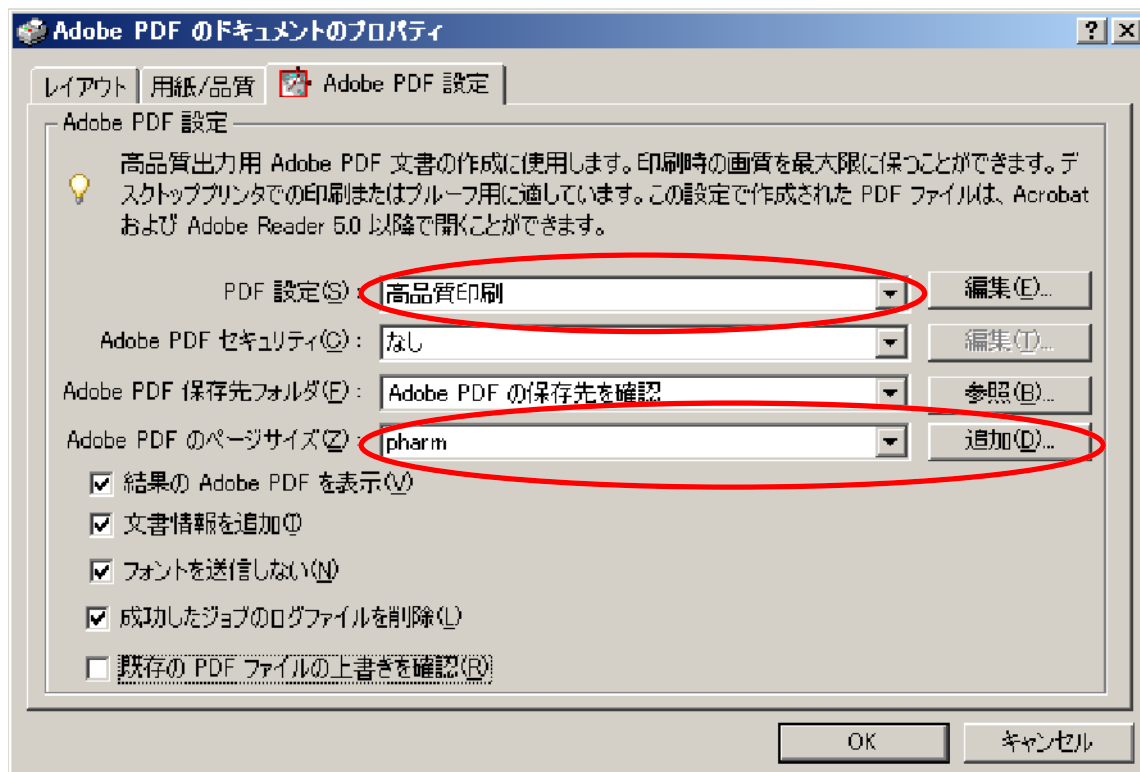 Adobe PDF のドキュメントのプロパティ
レイアウト 用紙/品質 Adobe PDF 設定
Adobe PDF 設定
高品質出力用 Adobe PDF 文書の作成に使用します。印刷時の画質を最大限に保つことができます。デ
スクトッププリンタでの印刷またはプルーフ用に適しています。この設定で作成された PDF ファイルは、Acrobat
および Adobe Reader 5.0 以降で開くことができます。
PDF 設定(S): 高品質印刷 編集(E)...
Adobe PDF セキュリティ(C): なし 編集(T)...
Adobe PDF 保存先フォルダ(F): Adobe PDF の保存先を確認 参照(B)...
Adobe PDF のページサイズ(Z): pharm 追加(D)...
結果の Adobe PDF を表示(V)
文書情報を追加(I)
フォントを送信しない(N)
成功したジョブのログファイルを削除(L)
既存の PDF ファイルの上書きを確認(R)
OK キャンセル